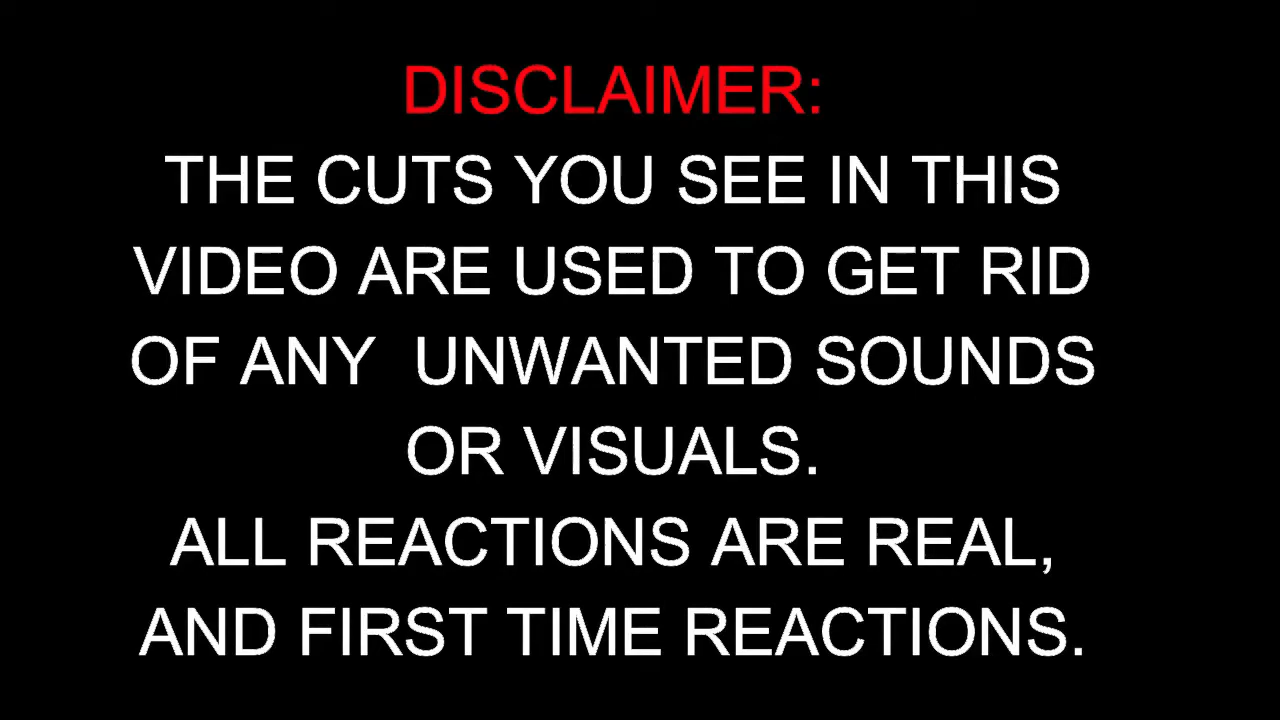 DISCLAIMER:
THE CUTS YOU SEE IN THIS
VIDEO ARE USED TO GET RID
OF ANY  UNWANTED SOUNDS
OR VISUALS.
ALL REACTIONS ARE REAL,
AND FIRST TIME REACTIONS.